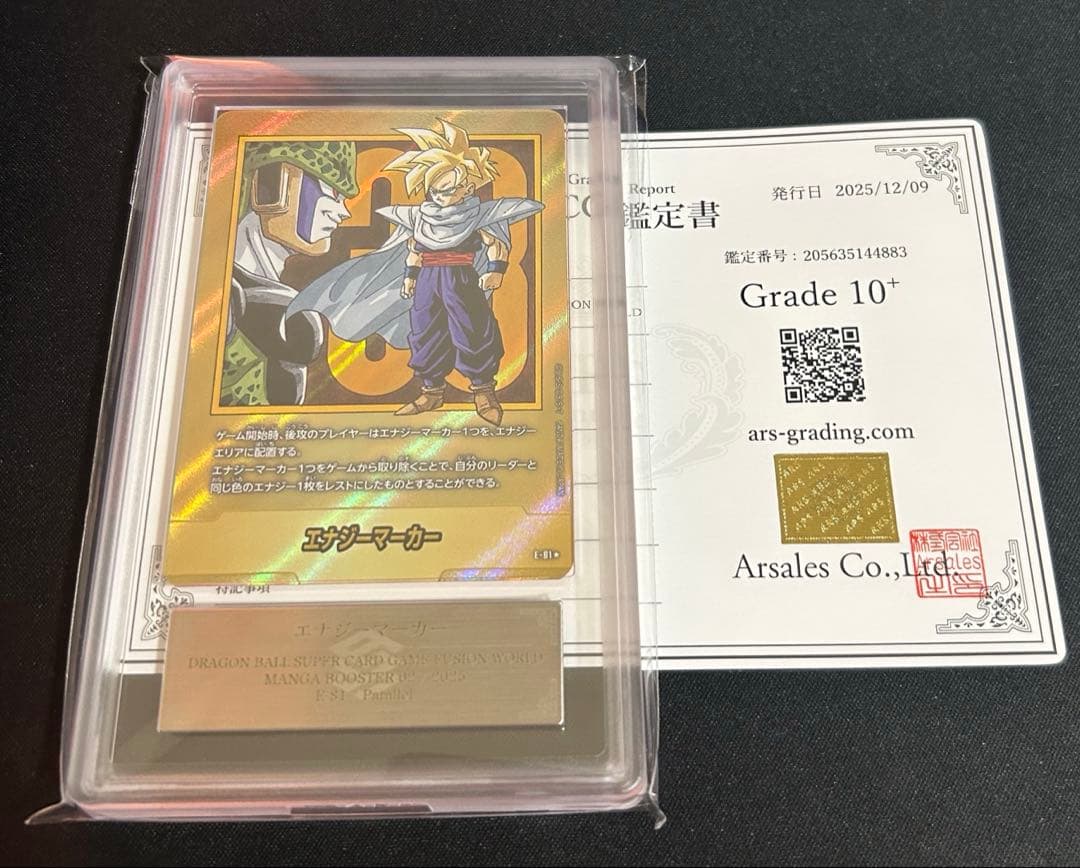 ゲーム開始時、後攻のプレイヤーはエナジーマーカー1つを、エナジー
エリアに配置する。
エナジーマーカー1つをゲームから取り除くことで、自分のリーダーと
同じ色のエナジー1枚をレストにしたものとすることができる。
エナジーマーカー
特記事項
エナジーマーカー
DRAGON BALL SUPER CARD GAME FUSION WORLD
MANGA BOOSTER 02 2025
Parallel
Report
鑑定書
発行日 2025/12/09
鑑定番号 : 205635144883
Grade 10+
ars-grading.com
Arsales Co.,Ltd.